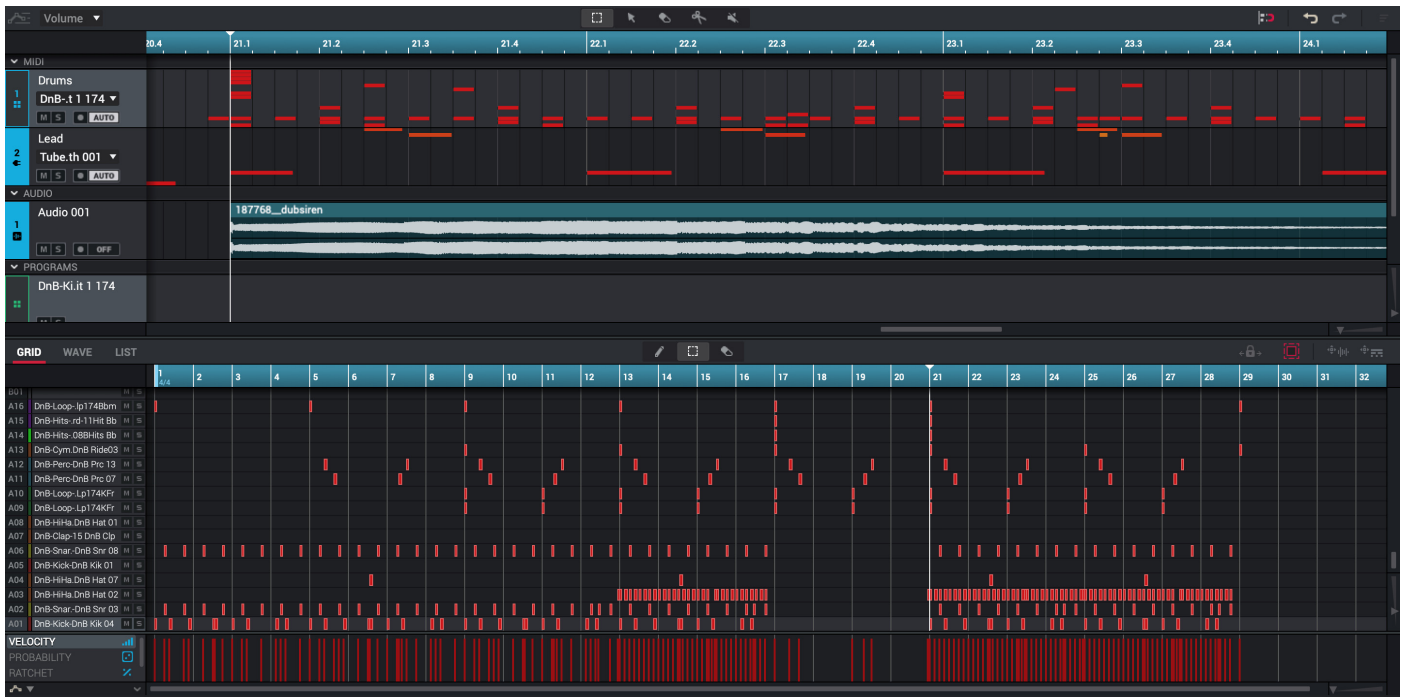 Volume
20.4 21.1 21.2 21.3 21.4 22.1 22.2 22.3 22.4 23.1 23.2 23.3 23.4 24.1
MIDI
1
Drums
DnB-.t 1 174
M S AUTO
2
Lead
Tube.th 001
M S AUTO
AUDIO
1
Audio 001
187768__dubsiren
M S OFF
PROGRAMS
DnB-Ki.it 1 174
GRID WAVE LIST
1 2 3 4 5 6 7 8 9 10 11 12 13 14 15 16 17 18 19 20 21 22 23 24 25 26 27 28 29 30 31 32
4/4
B01 M S
A16 DnB-Loop-.lp174Bbm M S
A15 DnB-Hits-.rd-11Hit Bb M S
A14 DnB-Hits-.08BHits Bb M S
A13 DnB-Cym.DnB Ride03 M S
A12 DnB-Perc-DnB Prc 13 M S
A11 DnB-Perc-DnB Prc 07 M S
A10 DnB-Loop-.Lp174KFr M S
A09 DnB-Loop-.Lp174KFr M S
A08 DnB-HiHa.DnB Hat 01 M S
A07 DnB-Clap-15 DnB Clp M S
A06 DnB-Snar.-DnB Snr 08 M S
A05 DnB-Kick-DnB Kik 01 M S
A04 DnB-HiHa.DnB Hat 07 M S
A03 DnB-HiHa.DnB Hat 02 M S
A02 DnB-Snar.-DnB Snr 03 M S
A01 DnB-Kick-DnB Kik 04 M S
VELOCITY
PROBABILITY
RATCHET